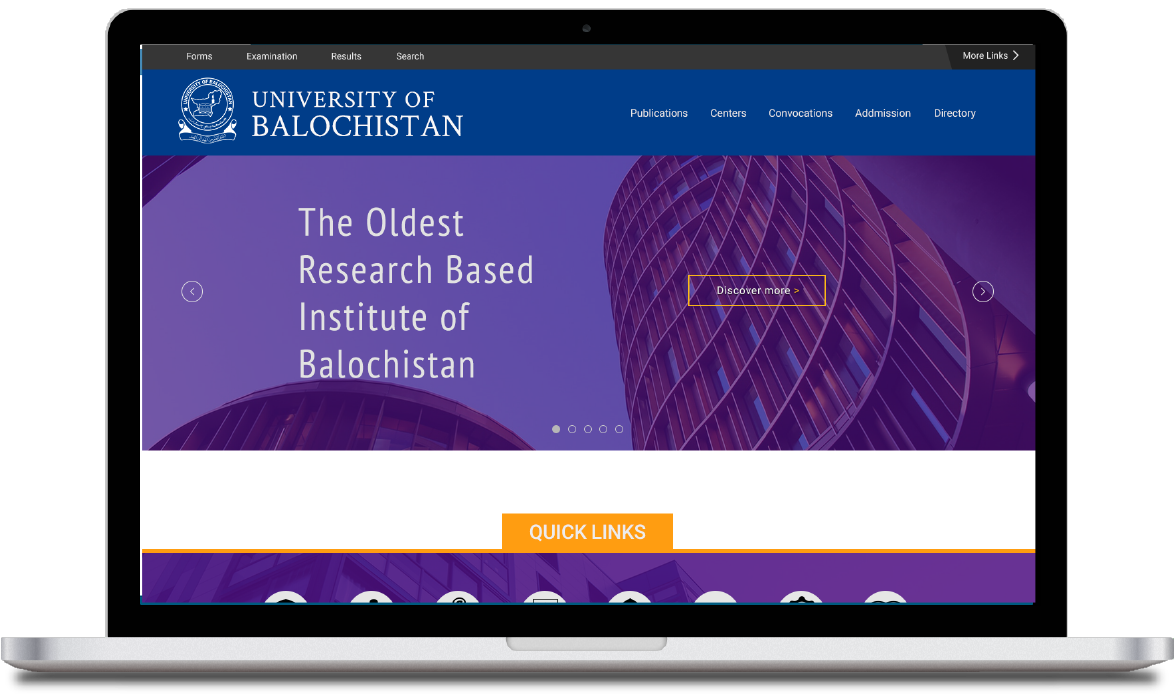 Forms Examination Results Search More Links
UNIVERSITY OF
BALOCHISTAN
Publications Centers Convocations Addmission Directory
The Oldest
Research Based
Institute of
Balochistan
Discover more >
QUICK LINKS